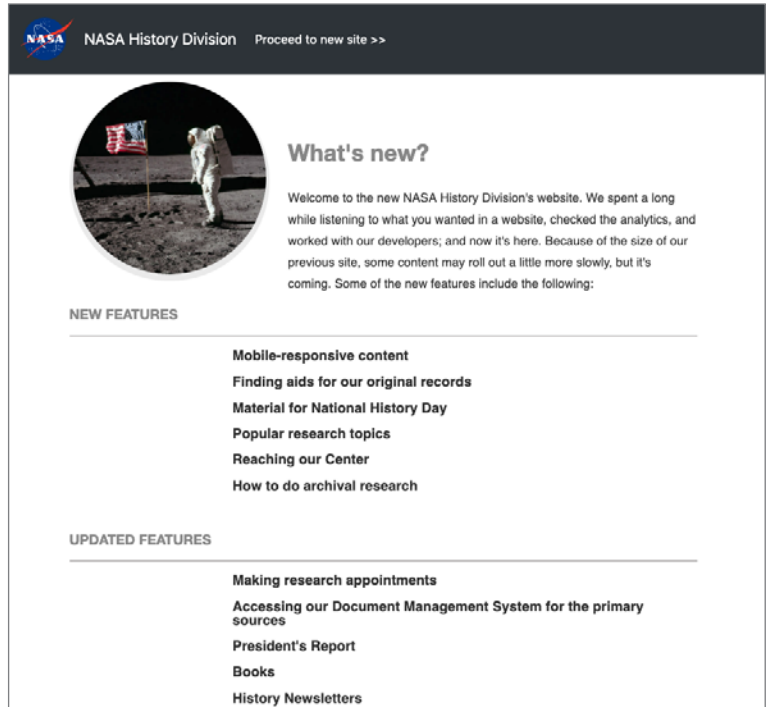 NASA
NASA History Division
Proceed to new site >>
What's new?
Welcome to the new NASA History Division's website. We spent a long
while listening to what you wanted in a website, checked the analytics, and
worked with our developers; and now it's here. Because of the size of our
previous site, some content may roll out a little more slowly, but it's
coming. Some of the new features include the following:
NEW FEATURES
Mobile-responsive content
Finding aids for our original records
Material for National History Day
Popular research topics
Reaching our Center
How to do archival research
UPDATED FEATURES
Making research appointments
Accessing our Document Management System for the primary
sources
President's Report
Books
History Newsletters